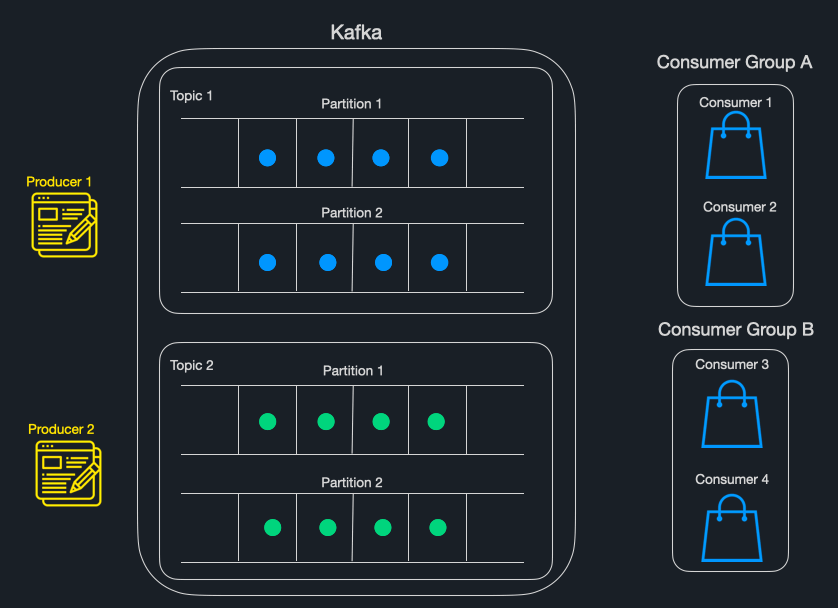 Kafka
Topic 1
Partition 1
Partition 2
Producer 1
Topic 2
Partition 1
Partition 2
Producer 2
Consumer Group A
Consumer 1
Consumer 2
Consumer Group B
Consumer 3
Consumer 4